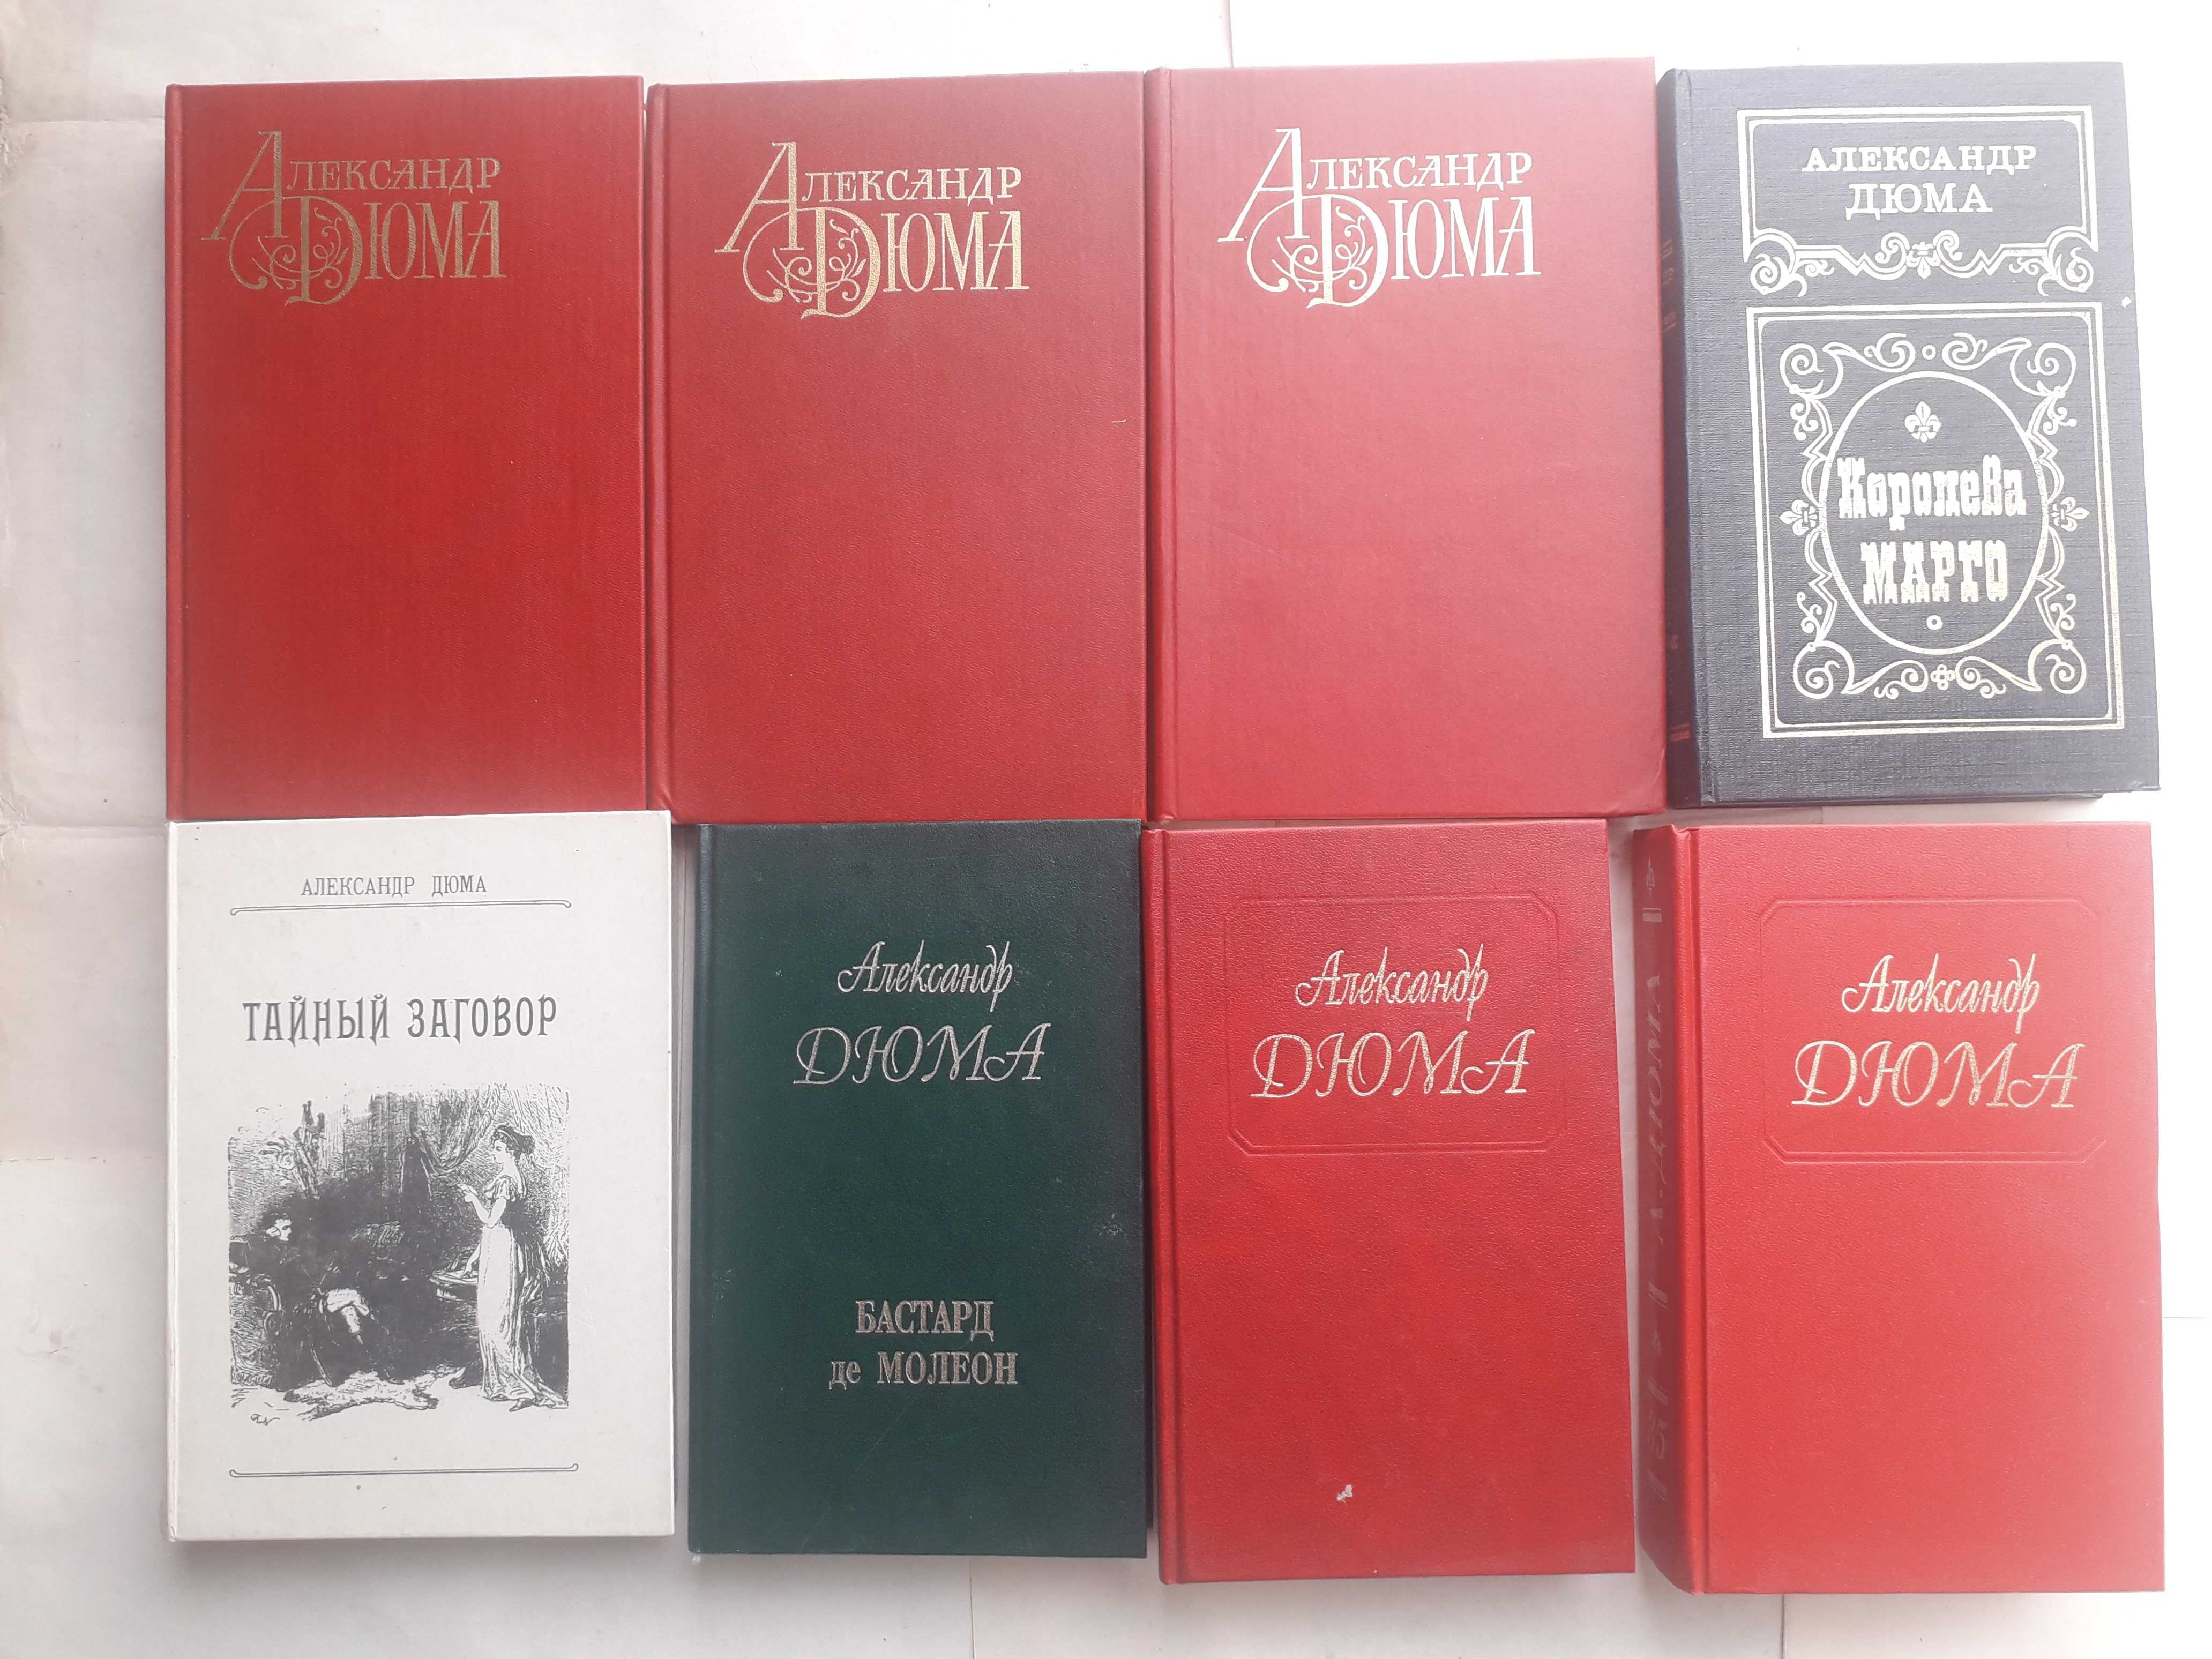 АЛЕКСАНДР
ДЮМА
АЛЕКСАНДР
ДЮМА
АЛЕКСАНДР
ДЮМА
АЛЕКСАНДР
ДЮМА
Королева
МАРГО
АЛЕКСАНДР ДЮМА
ТАЙНЫЙ ЗАГОВОР
Александр
ДЮМА
БАСТАРД
де МОЛЕОН
Александр
ДЮМА
А·ДЮМА
Александр
ДЮМА